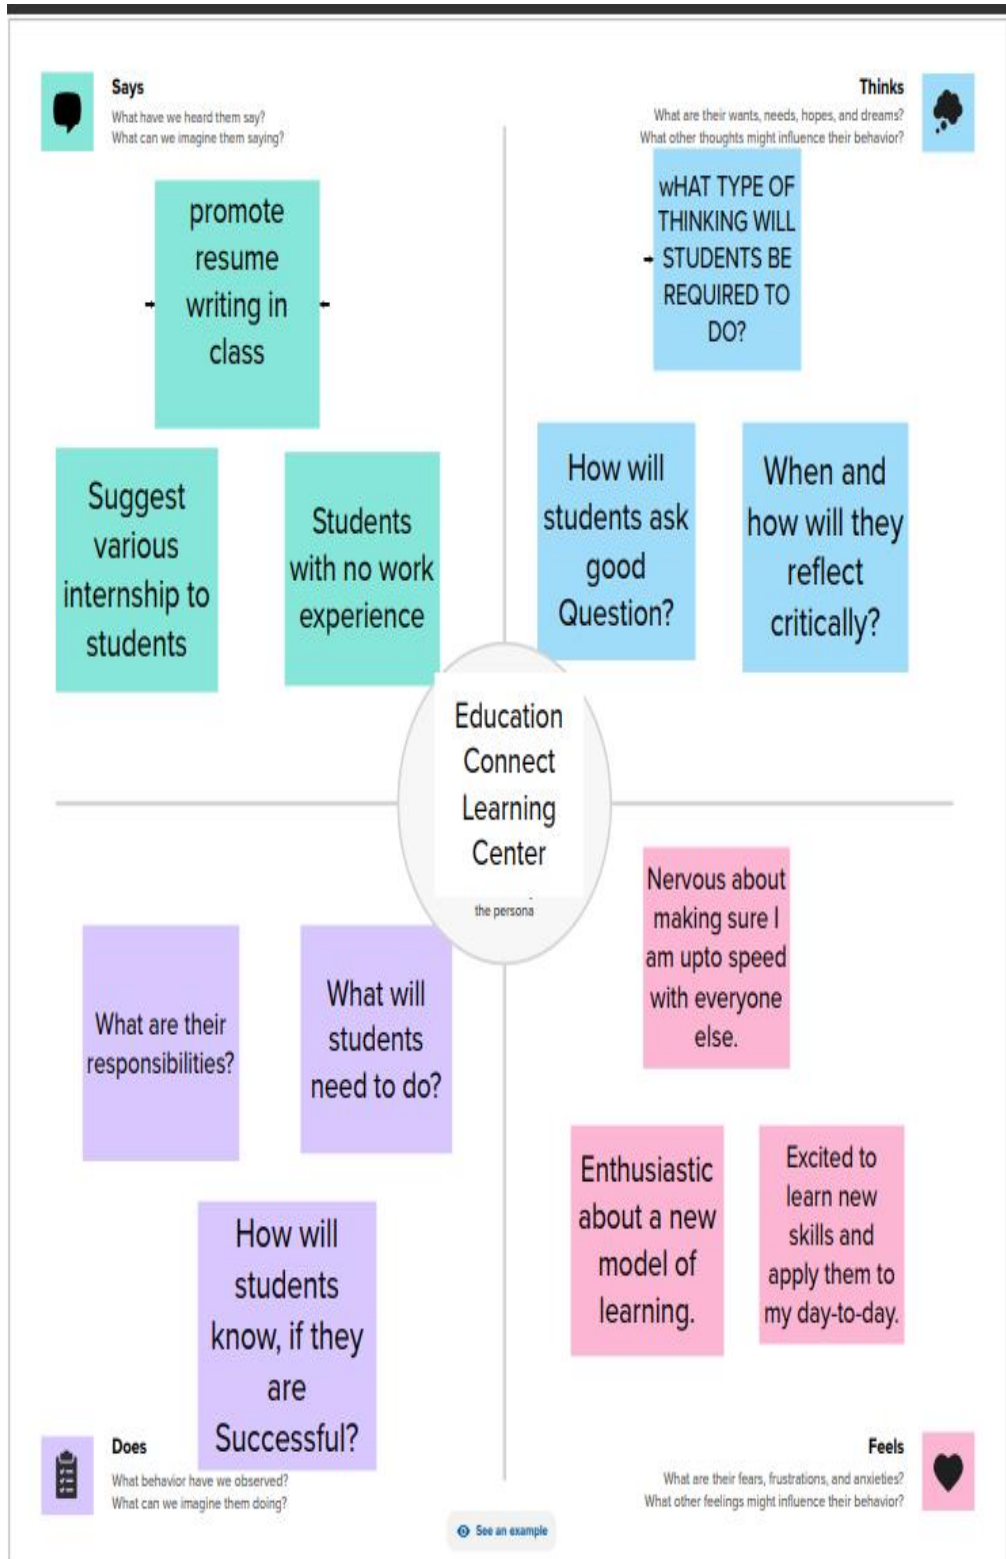 Says
What have we heard them say?
What can we imagine them saying?
promote
resume
writing in
class
Suggest
various
internship to
students
Students
with no work
experience
Thinks
What are their wants, needs, hopes, and dreams?
What other thoughts might influence their behavior?
wHAT TYPE OF
THINKING WILL
STUDENTS BE
REQUIRED TO
DO?
How will
students ask
good
Question?
When and
how will they
reflect
critically?
Education
Connect
Learning
Center
the persona
What are their
responsibilities?
What will
students
need to do?
How will
students
know, if they
are
Successful?
Does
What behavior have we observed?
What can we imagine them doing?
Nervous about
making sure I
am upto speed
with everyone
else.
Enthusiastic
about a new
model of
learning.
Excited to
learn new
skills and
apply them to
my day-to-day.
Feels
What are their fears, frustrations, and anxieties?
What other feelings might influence their behavior?
See an example